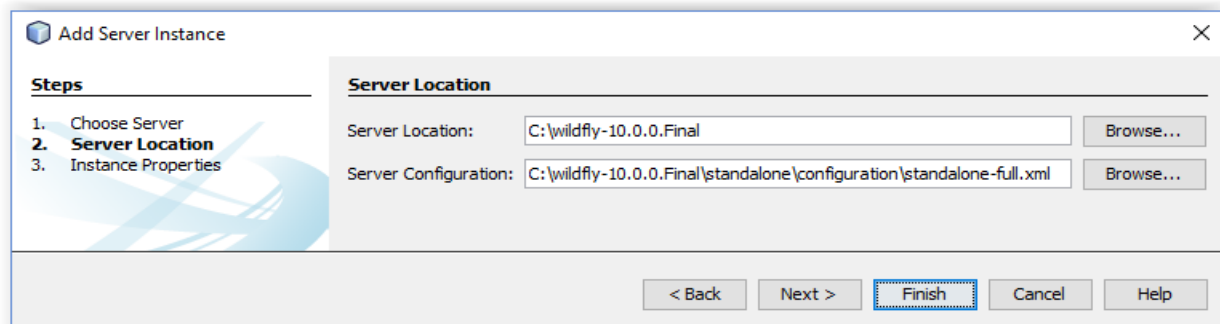 Add Server Instance
Steps
1. Choose Server
2. Server Location
3. Instance Properties
Server Location
Server Location: C:\wildfly-10.0.0.Final Browse...
Server Configuration: C:\wildfly-10.0.0.Final\standalone\configuration\standalone-full.xml Browse...
< Back Next > Finish Cancel Help